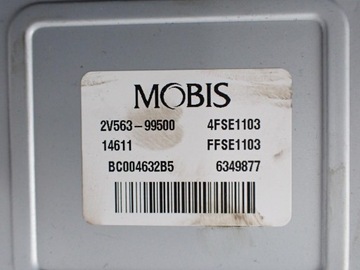 MOBIS
2V563-99500 4FSE1103
14611 FFSE1103
BC004632B5 6349877